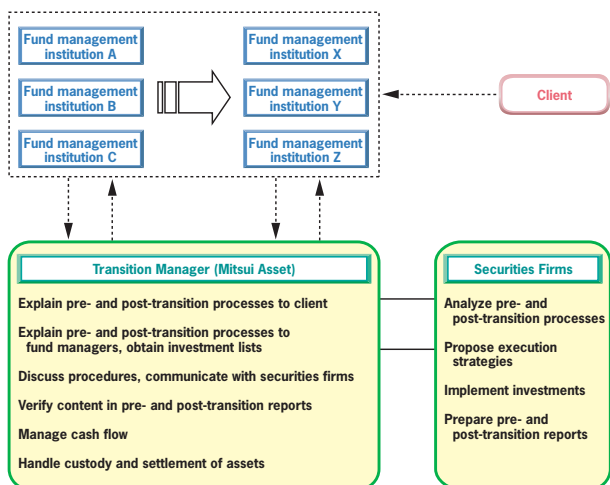 Fund management
institution A
Fund management
institution X
Fund management
institution B
Fund management
institution Y
Client
Fund management
institution C
Fund management
institution Z
Transition Manager (Mitsui Asset)
Explain pre- and post-transition processes to client
Explain pre- and post-transition processes to
fund managers, obtain investment lists
Discuss procedures, communicate with securities firms
Verify content in pre- and post-transition reports
Manage cash flow
Handle custody and settlement of assets
Securities Firms
Analyze pre- and
post-transition processes
Propose execution
strategies
Implement investments
Prepare pre- and
post-transition reports